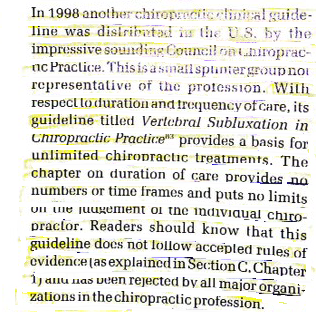 In 1998 another chiropractic clinical guide-
line was distributed in the U.S. by the
impressive sounding Council on Chiroprac-
tic Practice. This is a small splinter group not
representative of the profession. With
respect to duration and frequency of care, its
guideline titled Vertebral Subluxation in
Chiropractic Practice⁸³ provides a basis for
unlimited chiropractic treatments. The
chapter on duration of care provides no
numbers or time frames and puts no limits
on the judgement of the individual chiro-
practor. Readers should know that this
guideline does not follow accepted rules of
evidence (as explained in Section C, Chapter
1) and has been rejected by all major organi-
zations in the chiropractic profession.